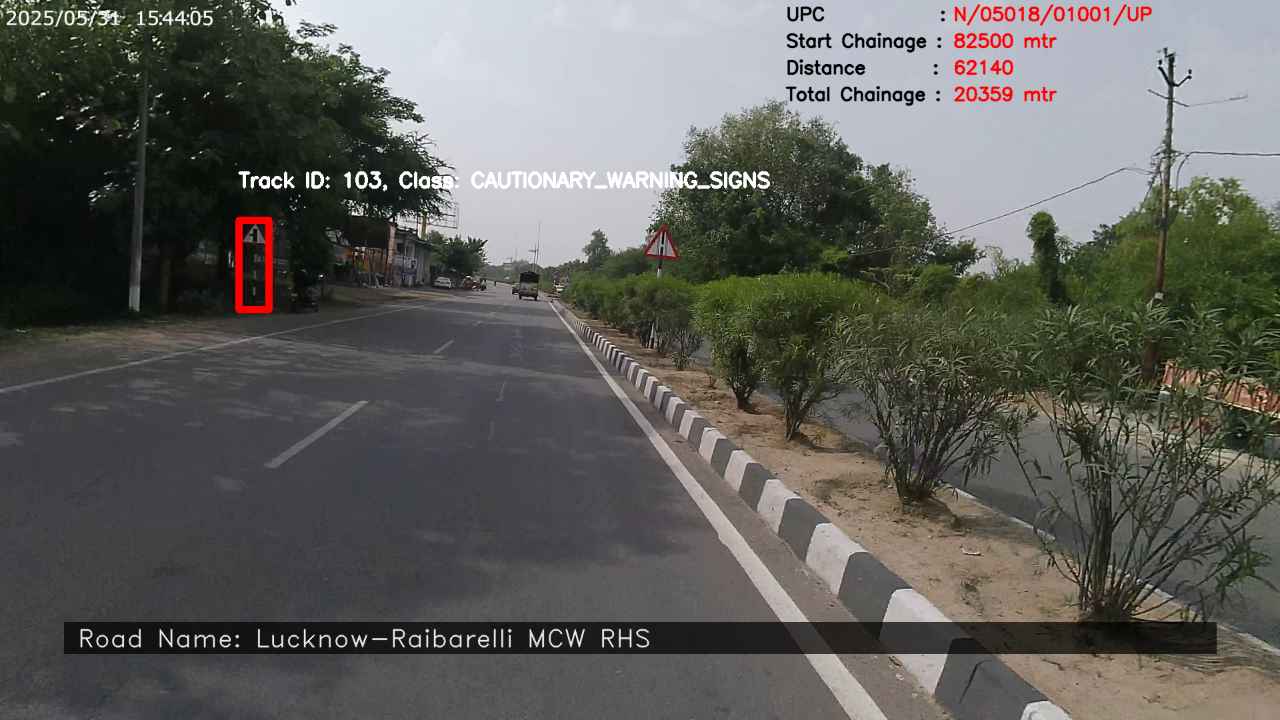 2025/05/31 15:44:05
UPC : N/05018/01001/UP
Start Chainage : 82500 mtr
Distance : 62140
Total Chainage : 20359 mtr
Track ID: 103, Class: CAUTIONARY_WARNING_SIGNS
Road Name: Lucknow-Raibarelli MCW RHS